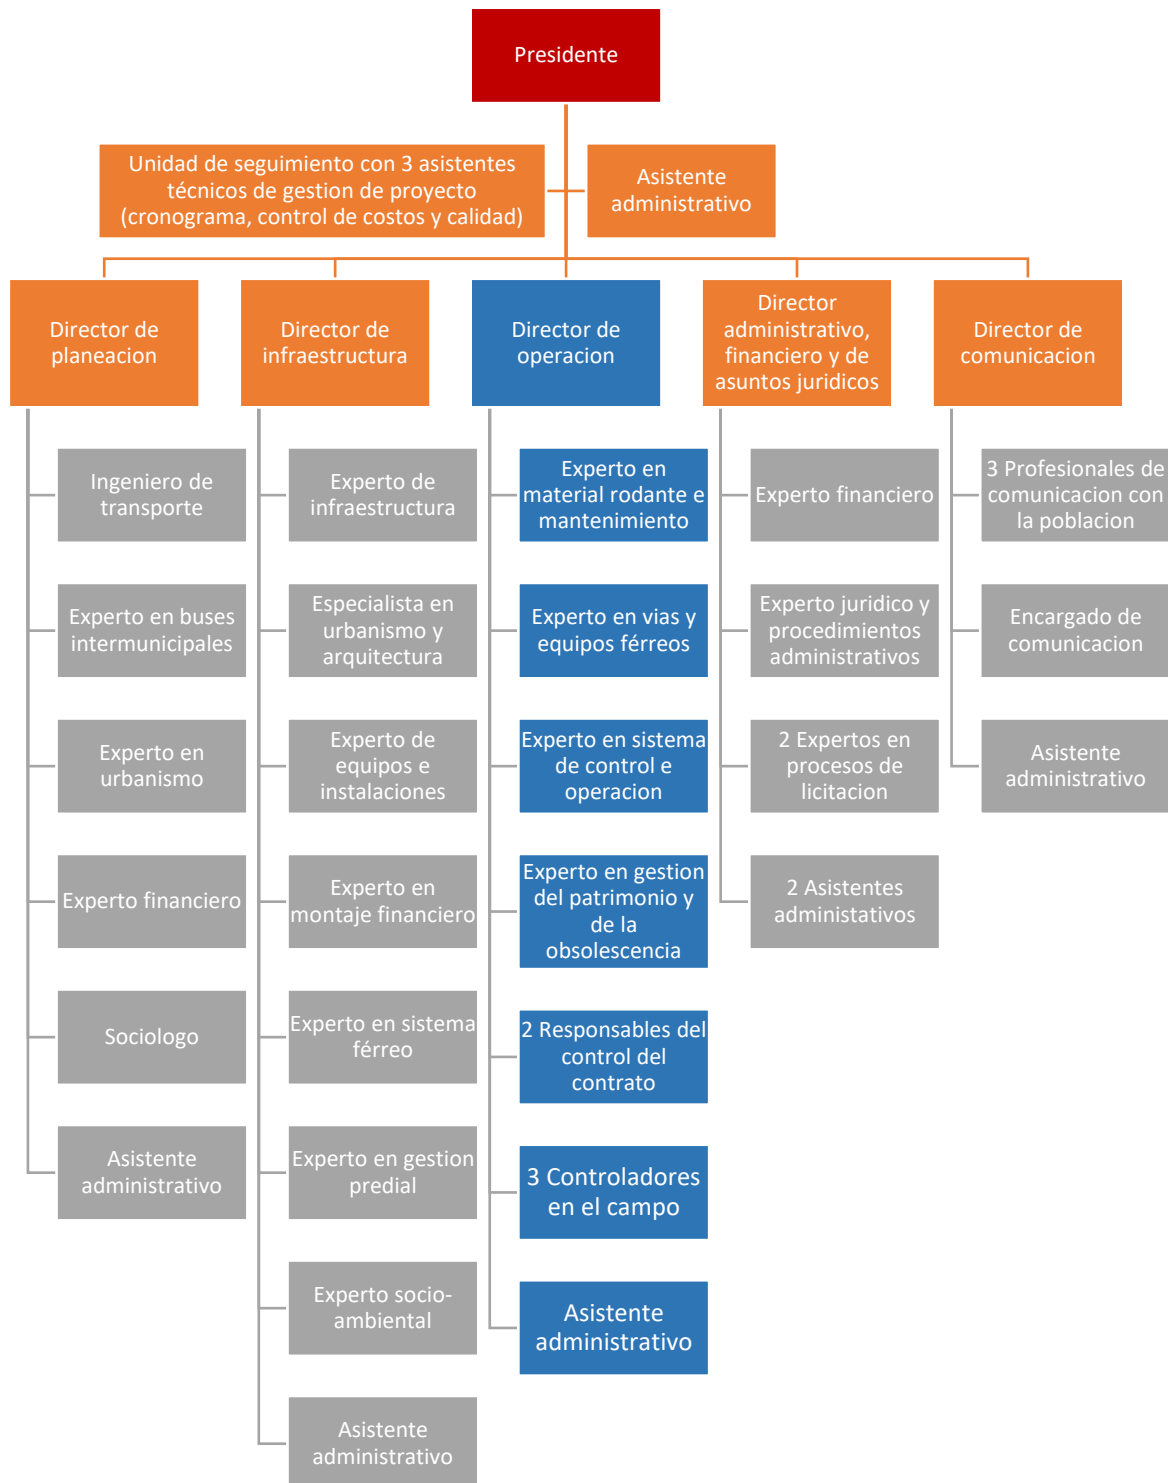 Presidente
Unidad de seguimiento con 3 asistentes
técnicos de gestion de proyecto
(cronograma, control de costos y calidad)
Asistente
administrativo
Director de
planeacion
Director de
infraestructura
Director de
operacion
Director
administrativo,
financiero y de
asuntos juridicos
Director de
comunicacion
Ingeniero de
transporte
Experto en buses
intermunicipales
Experto en
urbanismo
Experto financiero
Sociologo
Asistente
administrativo
Experto de
infraestructura
Especialista en
urbanismo y
arquitectura
Experto de
equipos e
instalaciones
Experto en
montaje financiero
Experto en sistema
férreo
Experto en gestion
predial
Experto socio-
ambiental
Asistente
administrativo
Experto en
material rodante e
mantenimiento
Experto en vias y
equipos férreos
Experto en sistema
de control e
operacion
Experto en gestion
del patrimonio y
de la
obsolescencia
2 Responsables del
control del
contrato
3 Controladores
en el campo
Asistente
administrativo
Experto financiero
Experto juridico y
procedimientos
administrativos
2 Expertos en
procesos de
licitacion
2 Asistentes
administativos
3 Profesionales de
comunicacion con
la poblacion
Encargado de
comunicacion
Asistente
administrativo